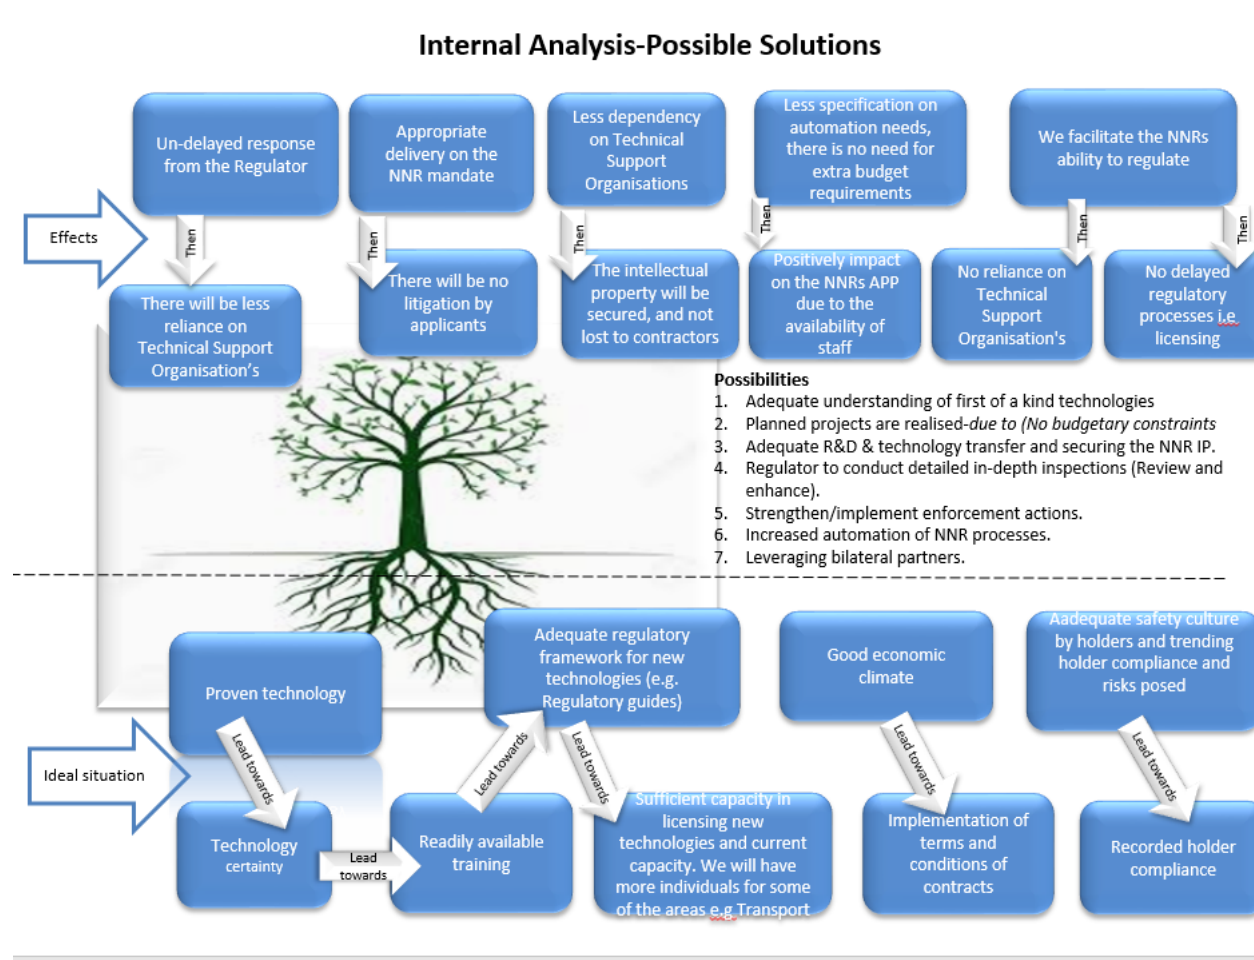 Internal Analysis-Possible Solutions
Un-delayed response
from the Regulator
Appropriate
delivery on the
NNR mandate
Less dependency
on Technical
Support
Organisations
Less specification on
automation needs,
there is no need for
extra budget
requirements
We facilitate the NNRs
ability to regulate
Effects
Then
Then
Then
Then
Then
Then
There will be less
reliance on
Technical Support
Organisation's
There will be no
litigation by
applicants
The intellectual
property will be
secured, and not
lost to contractors
Positively impact
on the NNRs APP
due to the
availability of
staff
No reliance on
Technical
Support
Organisation's
No delayed
regulatory
processes i.e
licensing
Possibilities
1. Adequate understanding of first of a kind technologies
2. Planned projects are realised-due to (No budgetary constraints
3. Adequate R&D & technology transfer and securing the NNR IP.
4. Regulator to conduct detailed in-depth inspections (Review and
enhance).
5. Strengthen/implement enforcement actions.
6. Increased automation of NNR processes.
7. Leveraging bilateral partners.
Proven technology
Adequate regulatory
framework for new
technologies (e.g.
Regulatory guides)
Good economic
climate
Aadequate safety culture
by holders and trending
holder compliance and
risks posed
Ideal situation
Lead towards
Lead towards
Lead towards
Lead towards
Lead towards
Technology
certainty
Lead
towards
Readily available
training
Sufficient capacity in
licensing new
technologies and current
capacity. We will have
more individuals for some
of the areas e.g Transport
Implementation of
terms and
conditions of
contracts
Recorded holder
compliance